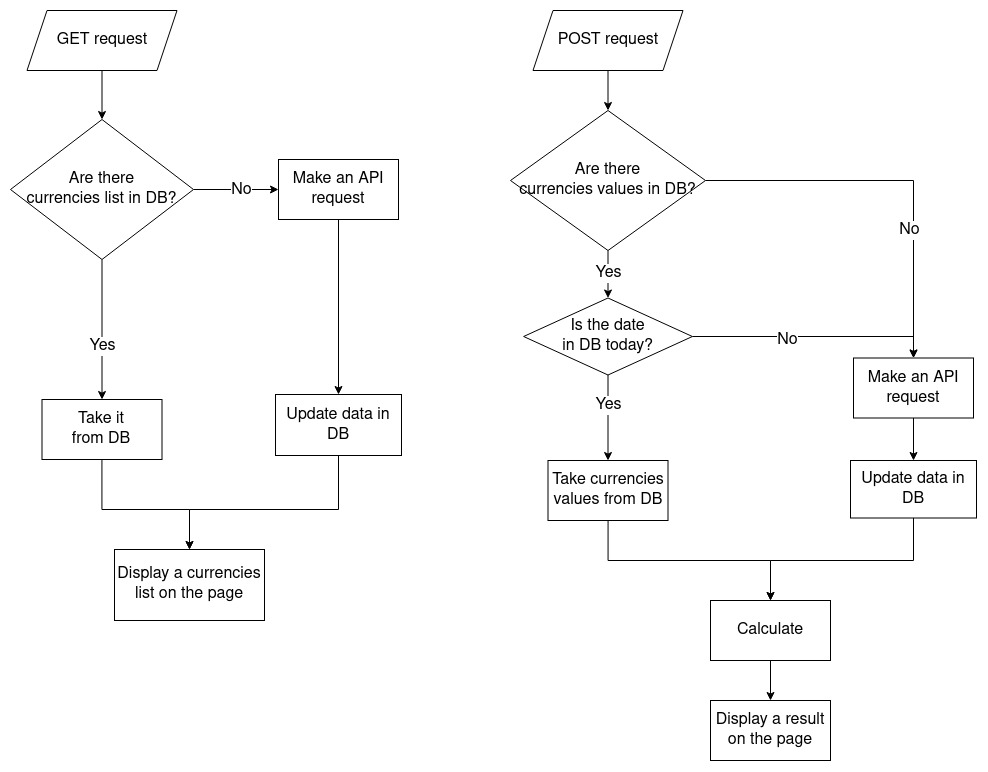 GET request
Are there
currencies list in DB?
No
Make an API
request
Yes
Take it
from DB
Update data in
DB
Display a currencies
list on the page
POST request
Are there
currencies values in DB?
No
Yes
Is the date
in DB today?
No
Make an API
request
Yes
Take currencies
values from DB
Update data in
DB
Calculate
Display a result
on the page